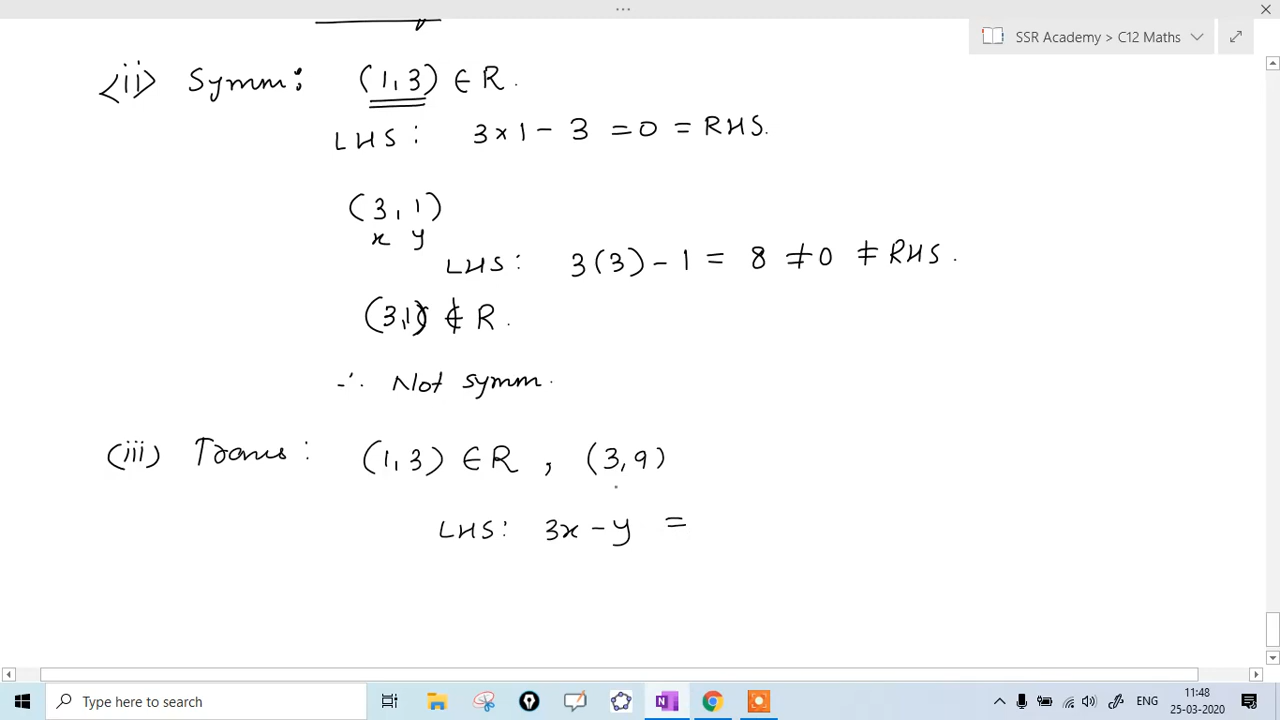 ...
SSR Academy > C12 Maths
(ii) Symm: (1,3) ∈ R.
LHS: 3×1 - 3 = 0 = RHS.
(3, 1)
x y
LHS: 3(3) - 1 = 8 ≠ 0 ≠ RHS.
(3,1) ∉ R.
∴ Not symm.
(iii) Trans: (1,3) ∈ R, (3,9)
LHS: 3x - y =
Type here to search
11:48
25-09-2020